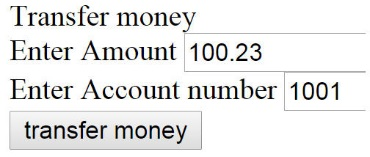 Transfer money
Enter Amount 100.23
Enter Account number 1001
transfer money